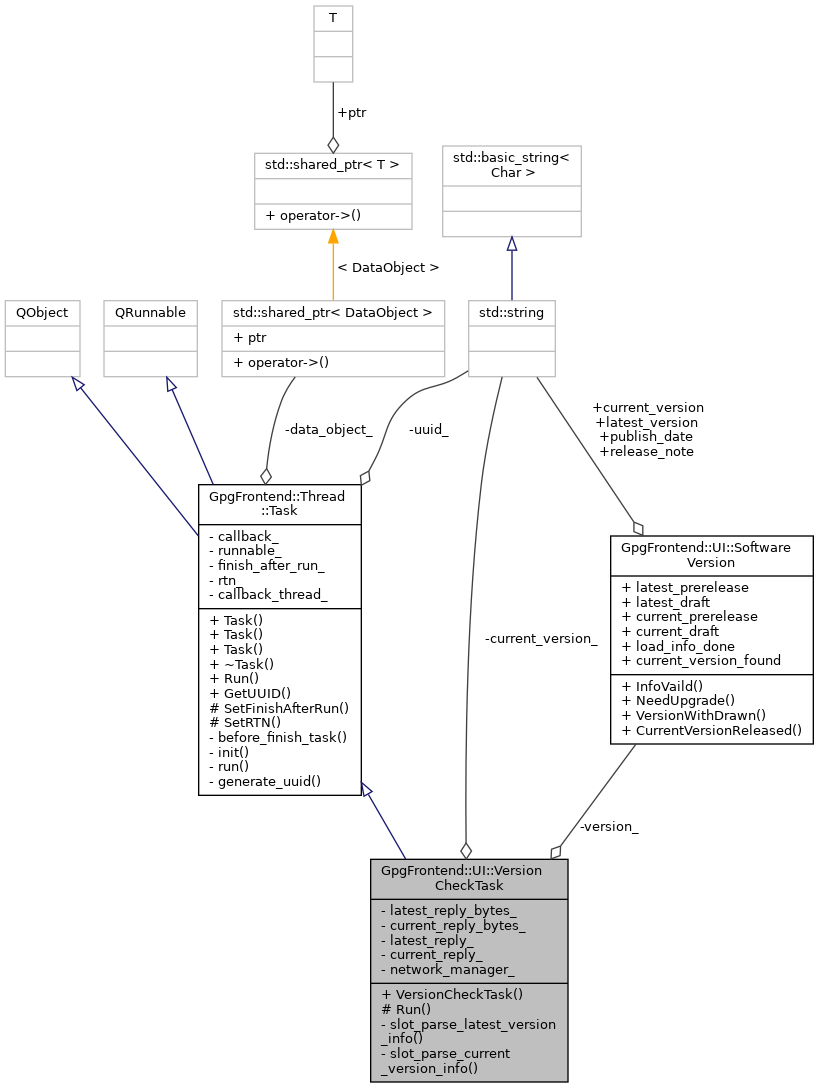 T
+ptr
std::shared_ptr< T >
+ operator->()
std::basic_string<
Char >
< DataObject >
QObject
QRunnable
std::shared_ptr< DataObject >
+ ptr
+ operator->()
std::string
-data_object_
-uuid_
+current_version
+latest_version
+publish_date
+release_note
GpgFrontend::Thread
::Task
- callback_
- runnable_
- finish_after_run_
- rtn_
- callback_thread_
+ Task()
+ Task()
+ Task()
+ ~Task()
+ Run()
+ GetUUID()
# SetFinishAfterRun()
# SetRTN()
- before_finish_task()
- init()
- run()
- generate_uuid()
-current_version_
GpgFrontend::UI::Software
Version
+ latest_prerelease
+ latest_draft
+ current_prerelease
+ current_draft
+ load_info_done
+ current_version_found
+ InfoVaild()
+ NeedUpgrade()
+ VersionWithDrawn()
+ CurrentVersionReleased()
-version_
GpgFrontend::UI::Version
CheckTask
- latest_reply_bytes_
- current_reply_bytes_
- latest_reply_
- current_reply_
- network_manager_
+ VersionCheckTask()
# Run()
- slot_parse_latest_version
_info()
- slot_parse_current
_version_info()